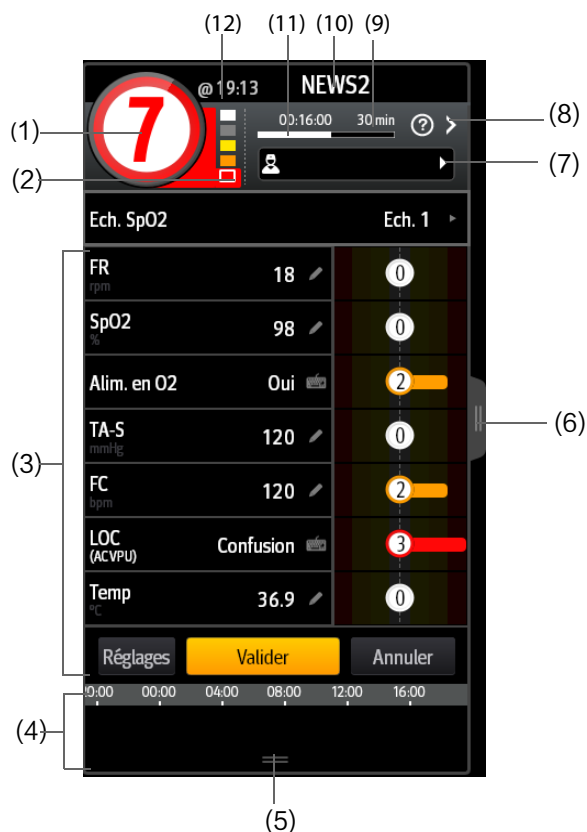 (12) (11) (10) (9)
@ 19:13 NEWS2
(1) 7 00:16:00 30 min ? (8)
(2) (7)
Ech. SpO2 Ech. 1
FR 18 0
rpm
SpO2 98 0
%
Alim. en O2 Oui 2
TA-S 120 0
mmHg
(3) (6)
FC 120 2
bpm
LOC Confusion 3
(ACVPU)
Temp 36.9 0
°C
Réglages Valider Annuler
20:00 00:00 04:00 08:00 12:00 16:00
(4)
(5)